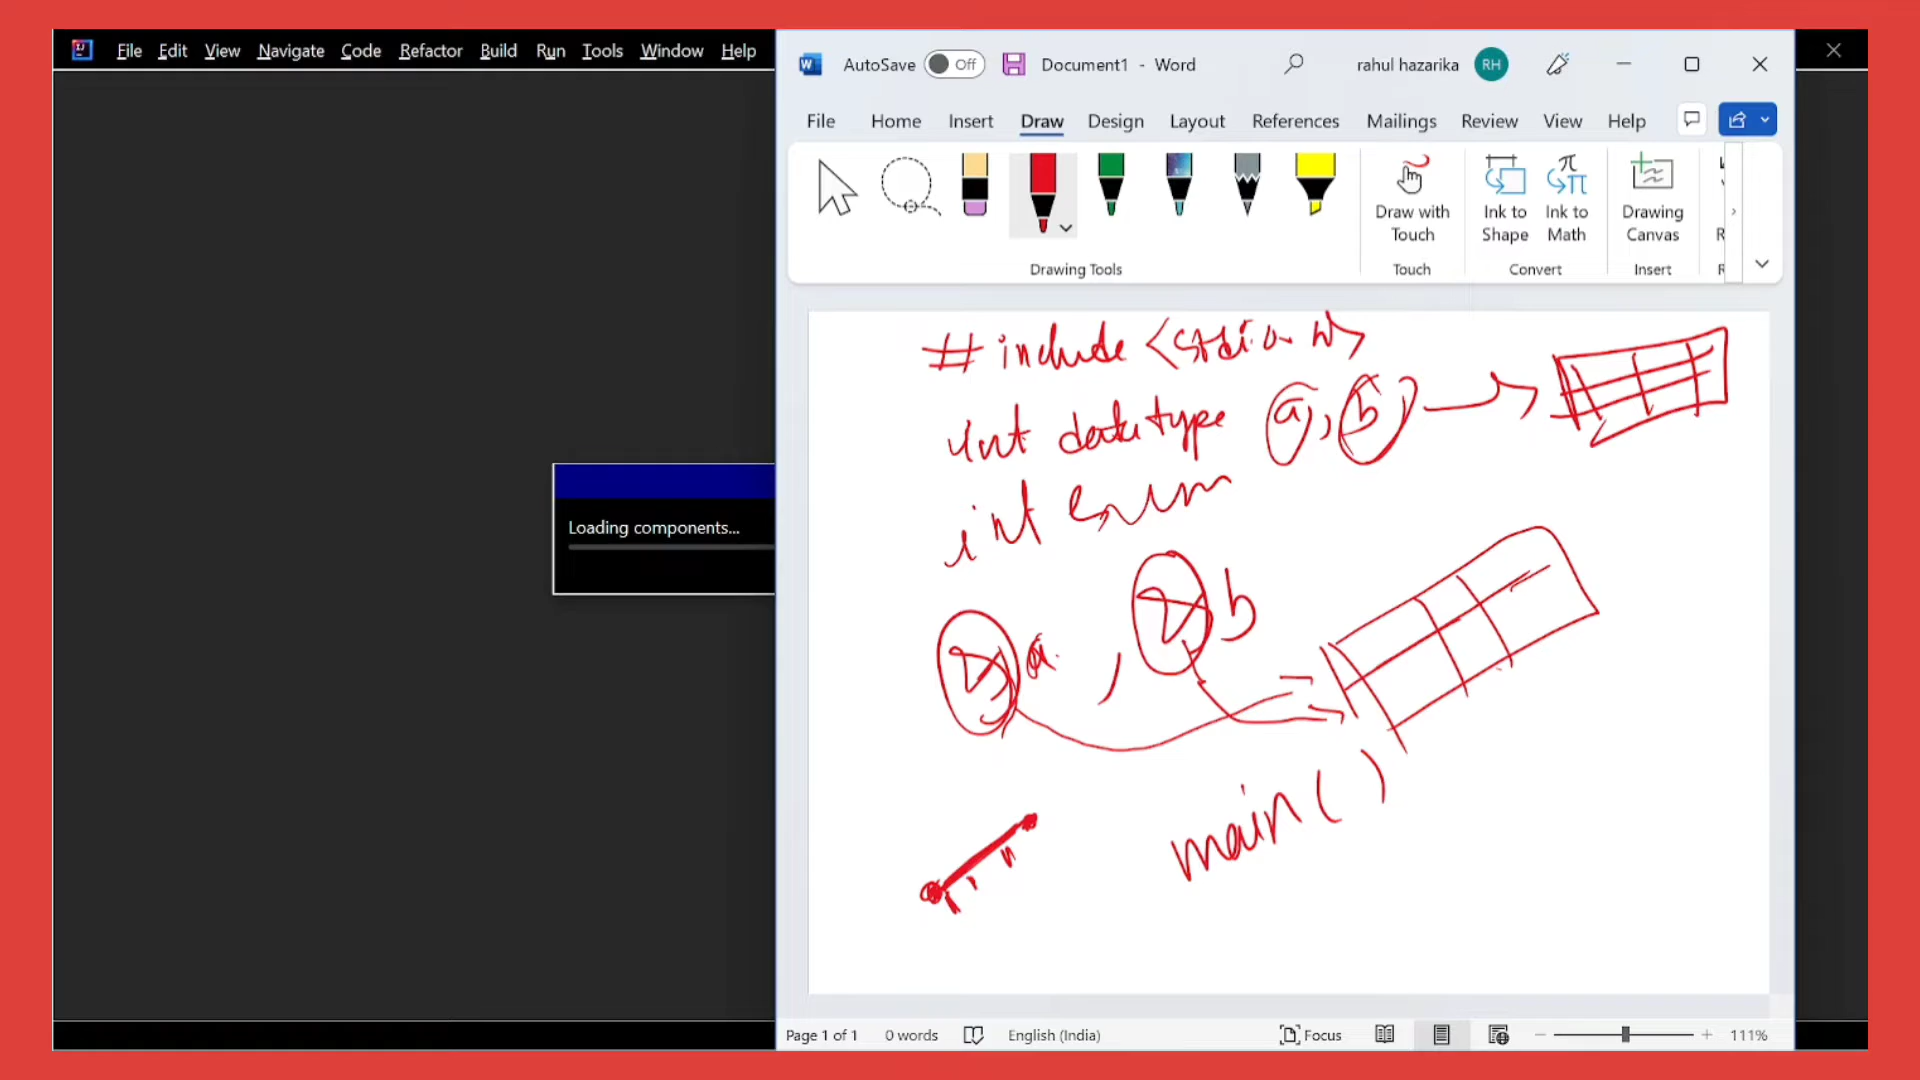 File Edit View Navigate Code Refactor Build Run Tools Window Help
AutoSave Off Document1 - Word rahul hazarika RH
File Home Insert Draw Design Layout References Mailings Review View Help
Draw with Touch
Ink to Shape
Ink to Math
Drawing Canvas
R
Drawing Tools Touch Convert Insert R
# include <stdio.h>
int datatype a, b
int sum
Loading components...
a , b
main( )
Page 1 of 1 0 words English (India) Focus 111%